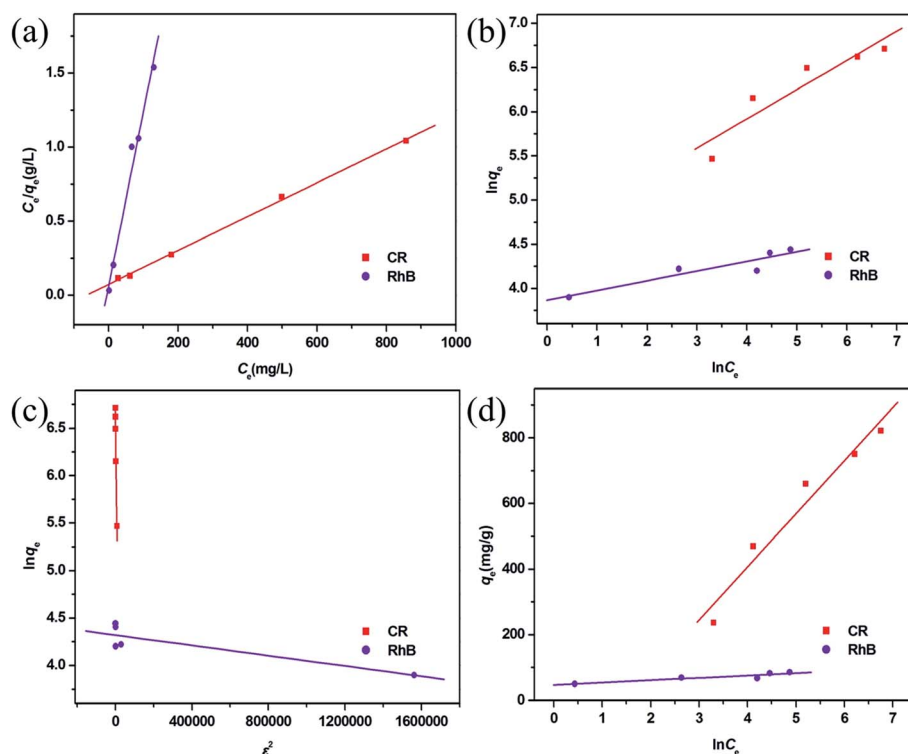 (a)
1.5
1.0
0.5
0.0
Ce/qe(g/L)
CR
RhB
0 200 400 600 800 1000
Ce(mg/L)
(b)
7.0
6.5
6.0
5.5
5.0
4.5
4.0
lnqe
CR
RhB
0 1 2 3 4 5 6 7
lnCe
(c)
6.5
6.0
5.5
5.0
4.5
4.0
lnqe
CR
RhB
0 400000 800000 1200000 1600000
ε²
(d)
800
600
400
200
0
qe(mg/g)
CR
RhB
0 1 2 3 4 5 6 7
lnCe